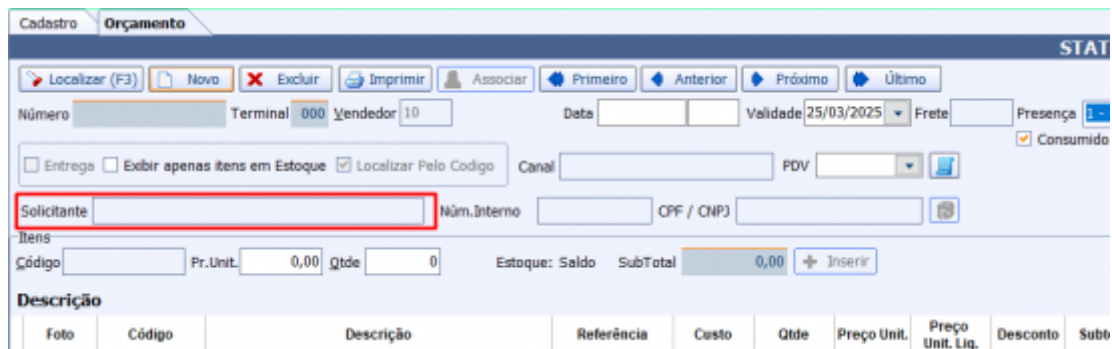 Cadastro Orçamento
STAT
Localizar (F3) Novo Excluir Imprimir Associar Primeiro Anterior Próximo Último
Número Terminal 000 Vendedor 10 Data Validade 25/03/2025 Frete Presença 1 -
Consumido
Entrega Exibir apenas itens em Estoque Localizar Pelo Codigo Canal PDV
Solicitante Núm.Interno CPF / CNPJ
Itens
Código Pr.Unit. 0,00 Qtde 0 Estoque: Saldo SubTotal 0,00 Inserir
Descrição
Foto Código Descrição Referência Custo Qtde Preço Unit. Preço Unit. Liq. Desconto Subto